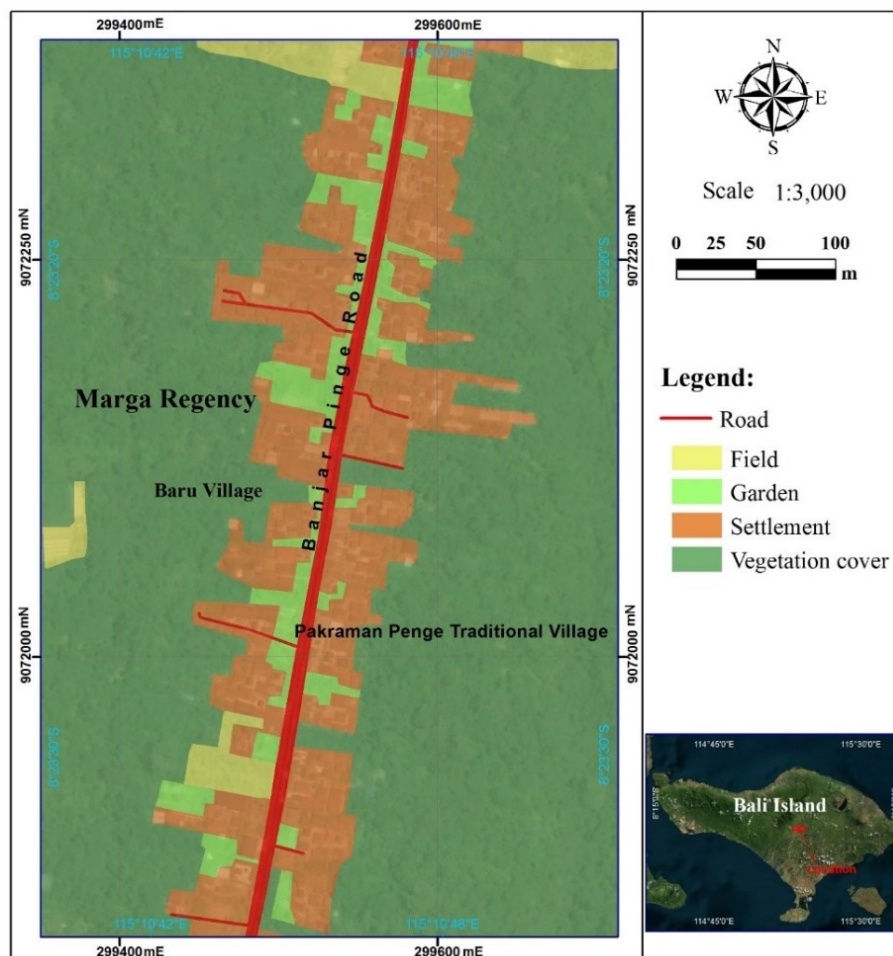 299400mE
299600mE
115°10'42"E
115°10'48"E
9072250 mN
8°23'20"S
8°23'20"S
9072250 mN
Banjar Pinge Road
Marga Regency
Baru Village
Pakraman Penge Traditional Village
9072000 mN
9072000 mN
8°23'30"S
8°23'30"S
115°10'42"E
115°10'48"E
299400mE
299600mE
N
W
E
S
Scale 1:3,000
0 25 50 100
m
Legend:
Road
Field
Garden
Settlement
Vegetation cover
114°45'0"E
115°30'0"E
Bali Island
Location
114°45'0"E
115°30'0"E